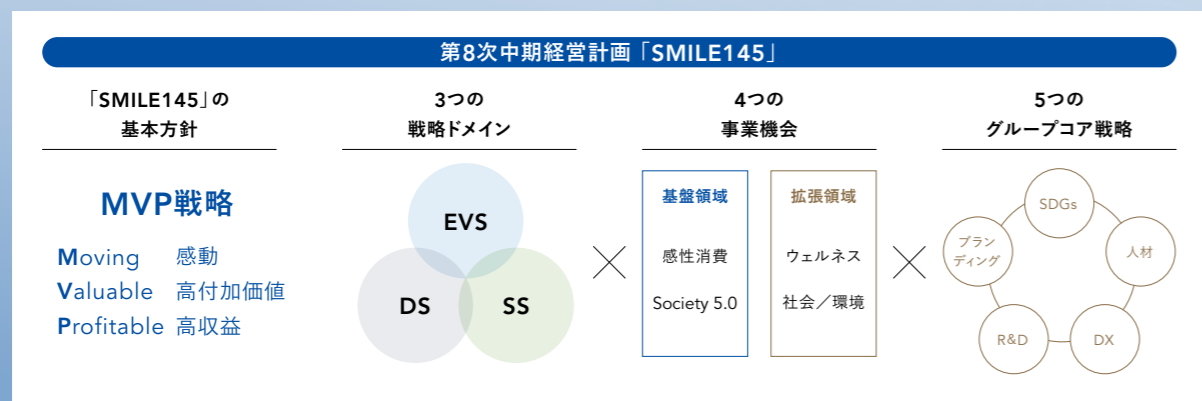 第8次中期経営計画「SMILE145」
「SMILE145」の
基本方針
MVP戦略
Moving 感動
Valuable 高付加価値
Profitable 高収益
3つの
戦略ドメイン
EVS
DS
SS
4つの
事業機会
基盤領域
感性消費
Society 5.0
拡張領域
ウェルネス
社会／環境
5つの
グループコア戦略
SDGs
人材
DX
R&D
ブラン
ディング